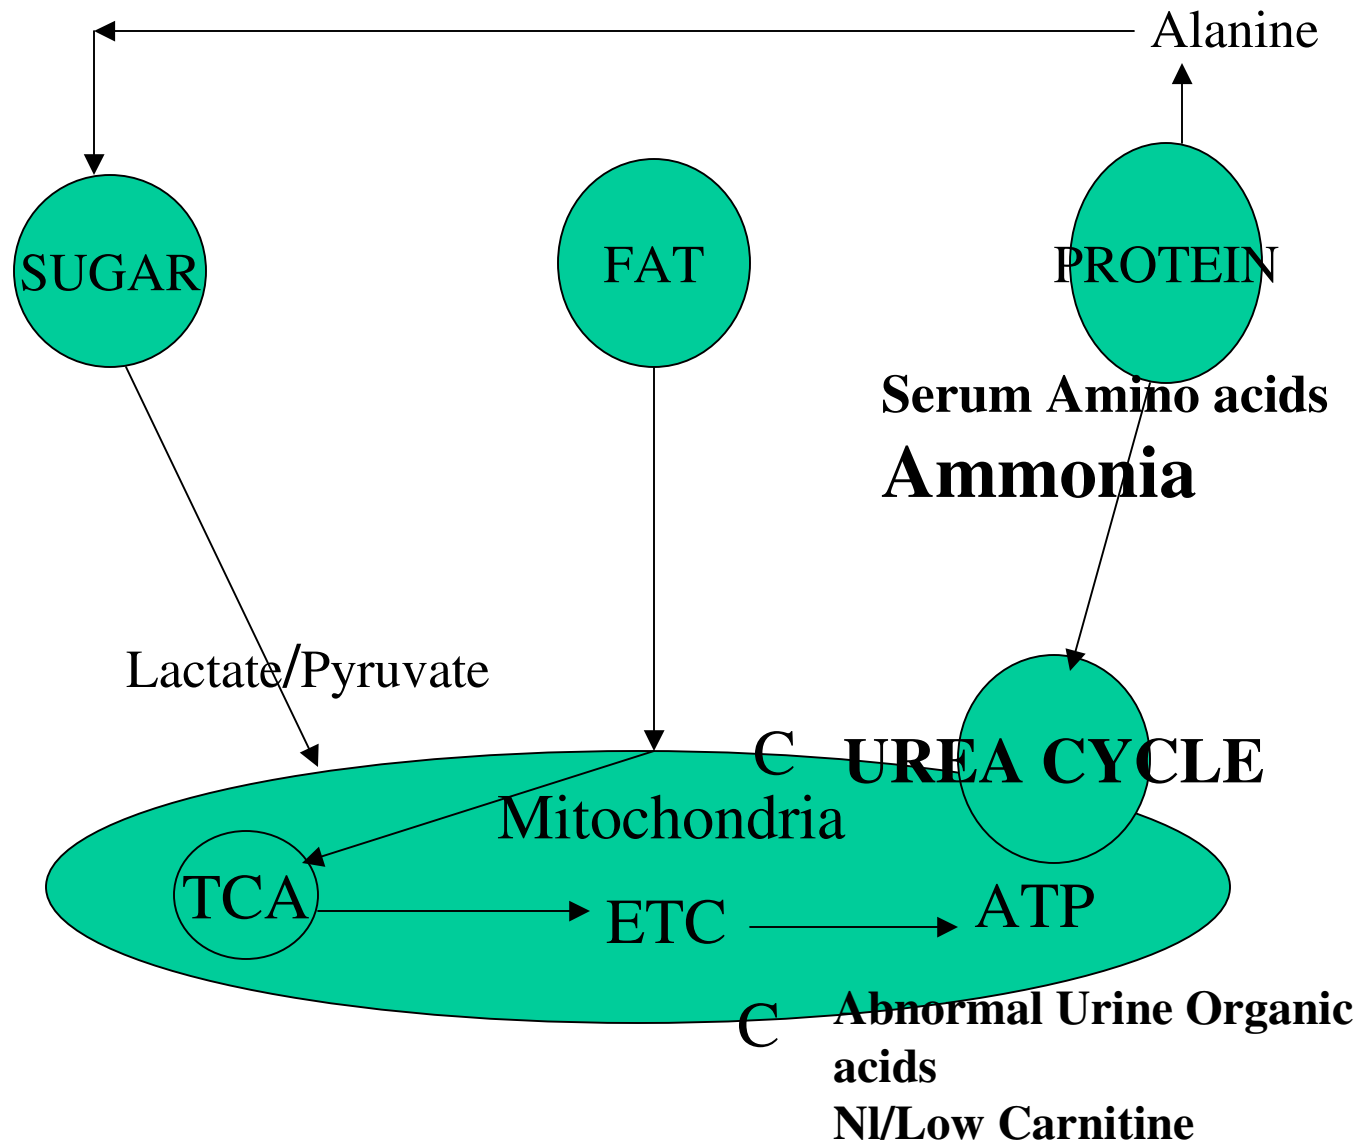 Alanine
SUGAR
FAT
PROTEIN
Serum Amino acids
Ammonia
Lactate/Pyruvate
C
UREA CYCLE
Mitochondria
TCA
ETC
ATP
C
Abnormal Urine Organic
acids
Nl/Low Carnitine